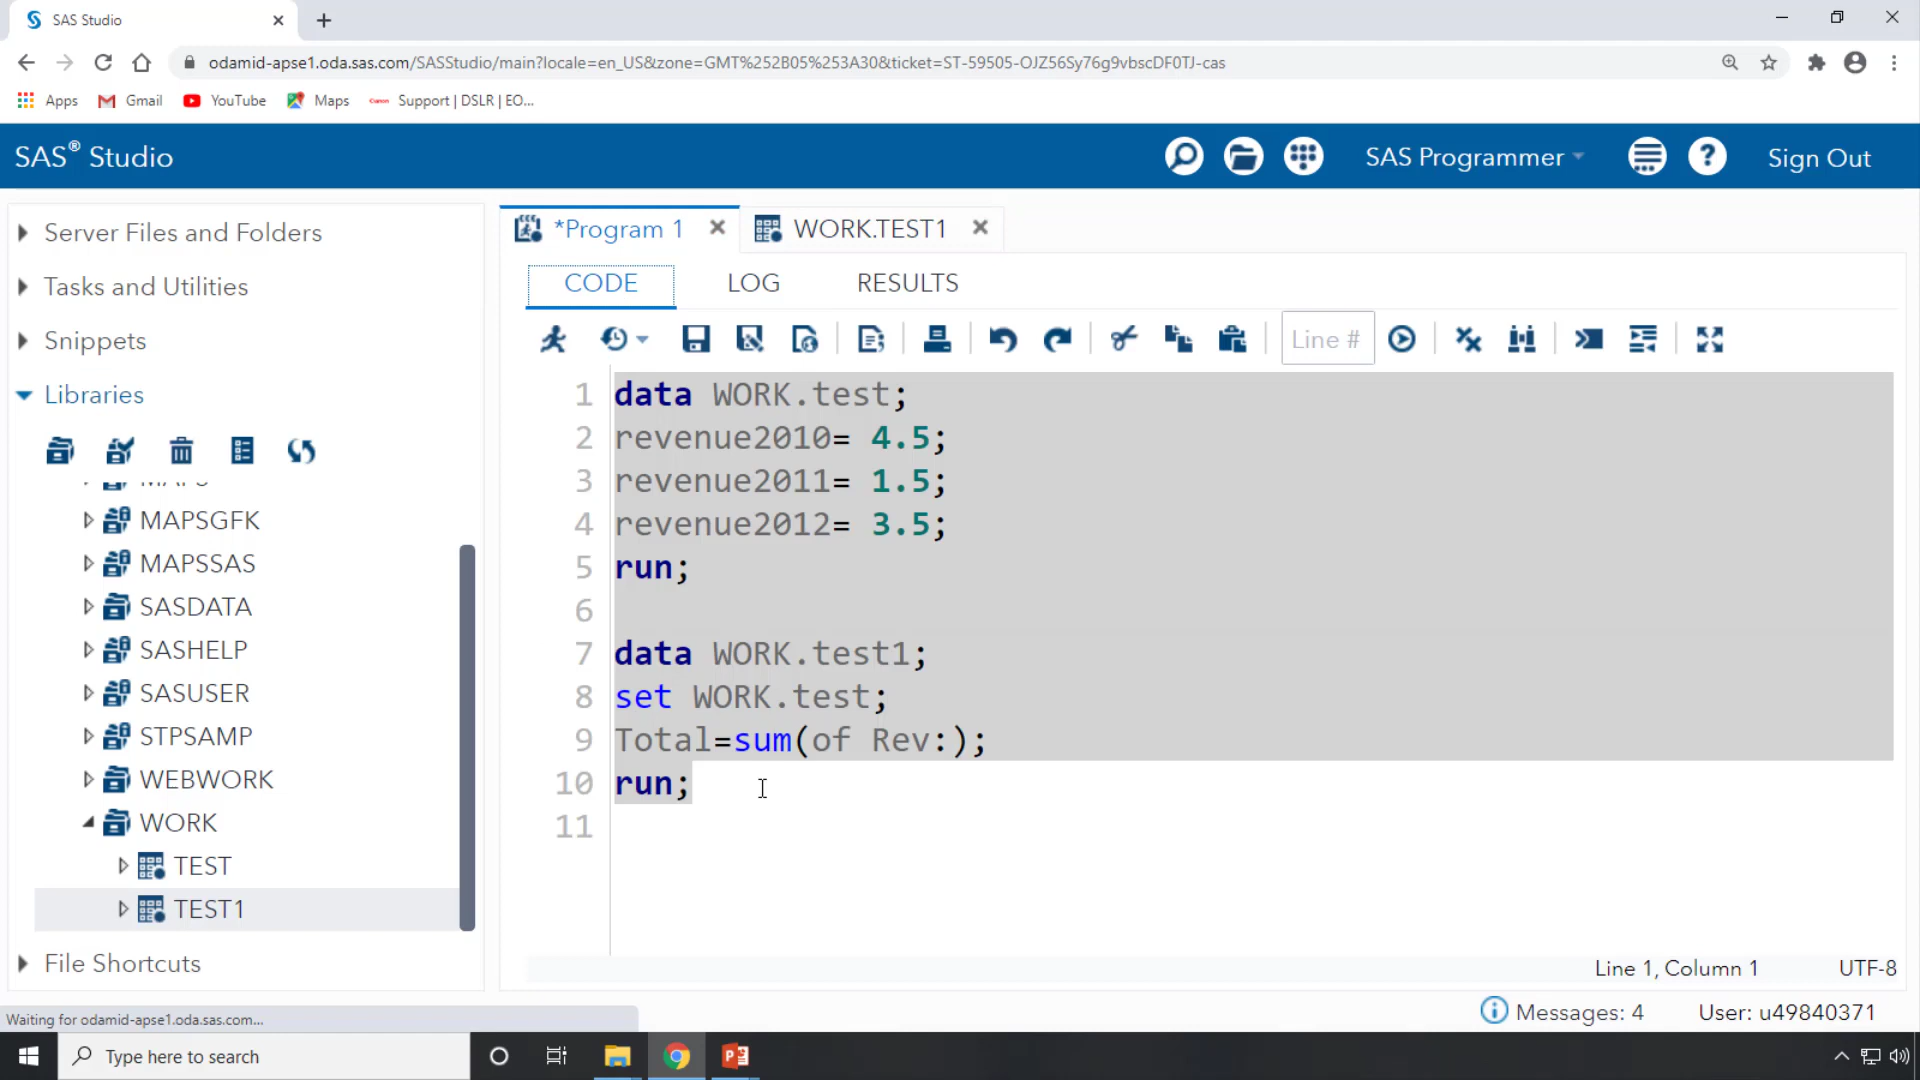 SAS Studio
odamid-apse1.oda.sas.com/SASStudio/main?locale=en_US&zone=GMT%252B05%253A30&ticket=ST-59505-OJZ56Sy76g9vbscDF0TJ-cas
Apps Gmail YouTube Maps Canon Support | DSLR | EO...
SAS® Studio SAS Programmer ? Sign Out
Server Files and Folders
Tasks and Utilities
Snippets
Libraries
MAPS
MAPSGFK
MAPSSAS
SASDATA
SASHELP
SASUSER
STPSAMP
WEBWORK
WORK
TEST
TEST1
File Shortcuts
*Program 1 WORK.TEST1
CODE LOG RESULTS
Line #
1 data WORK.test;
2 revenue2010= 4.5;
3 revenue2011= 1.5;
4 revenue2012= 3.5;
5 run;
6
7 data WORK.test1;
8 set WORK.test;
9 Total=sum(of Rev:);
10 run;
11
Line 1, Column 1 UTF-8
Messages: 4 User: u49840371
Waiting for odamid-apse1.oda.sas.com...
Type here to search